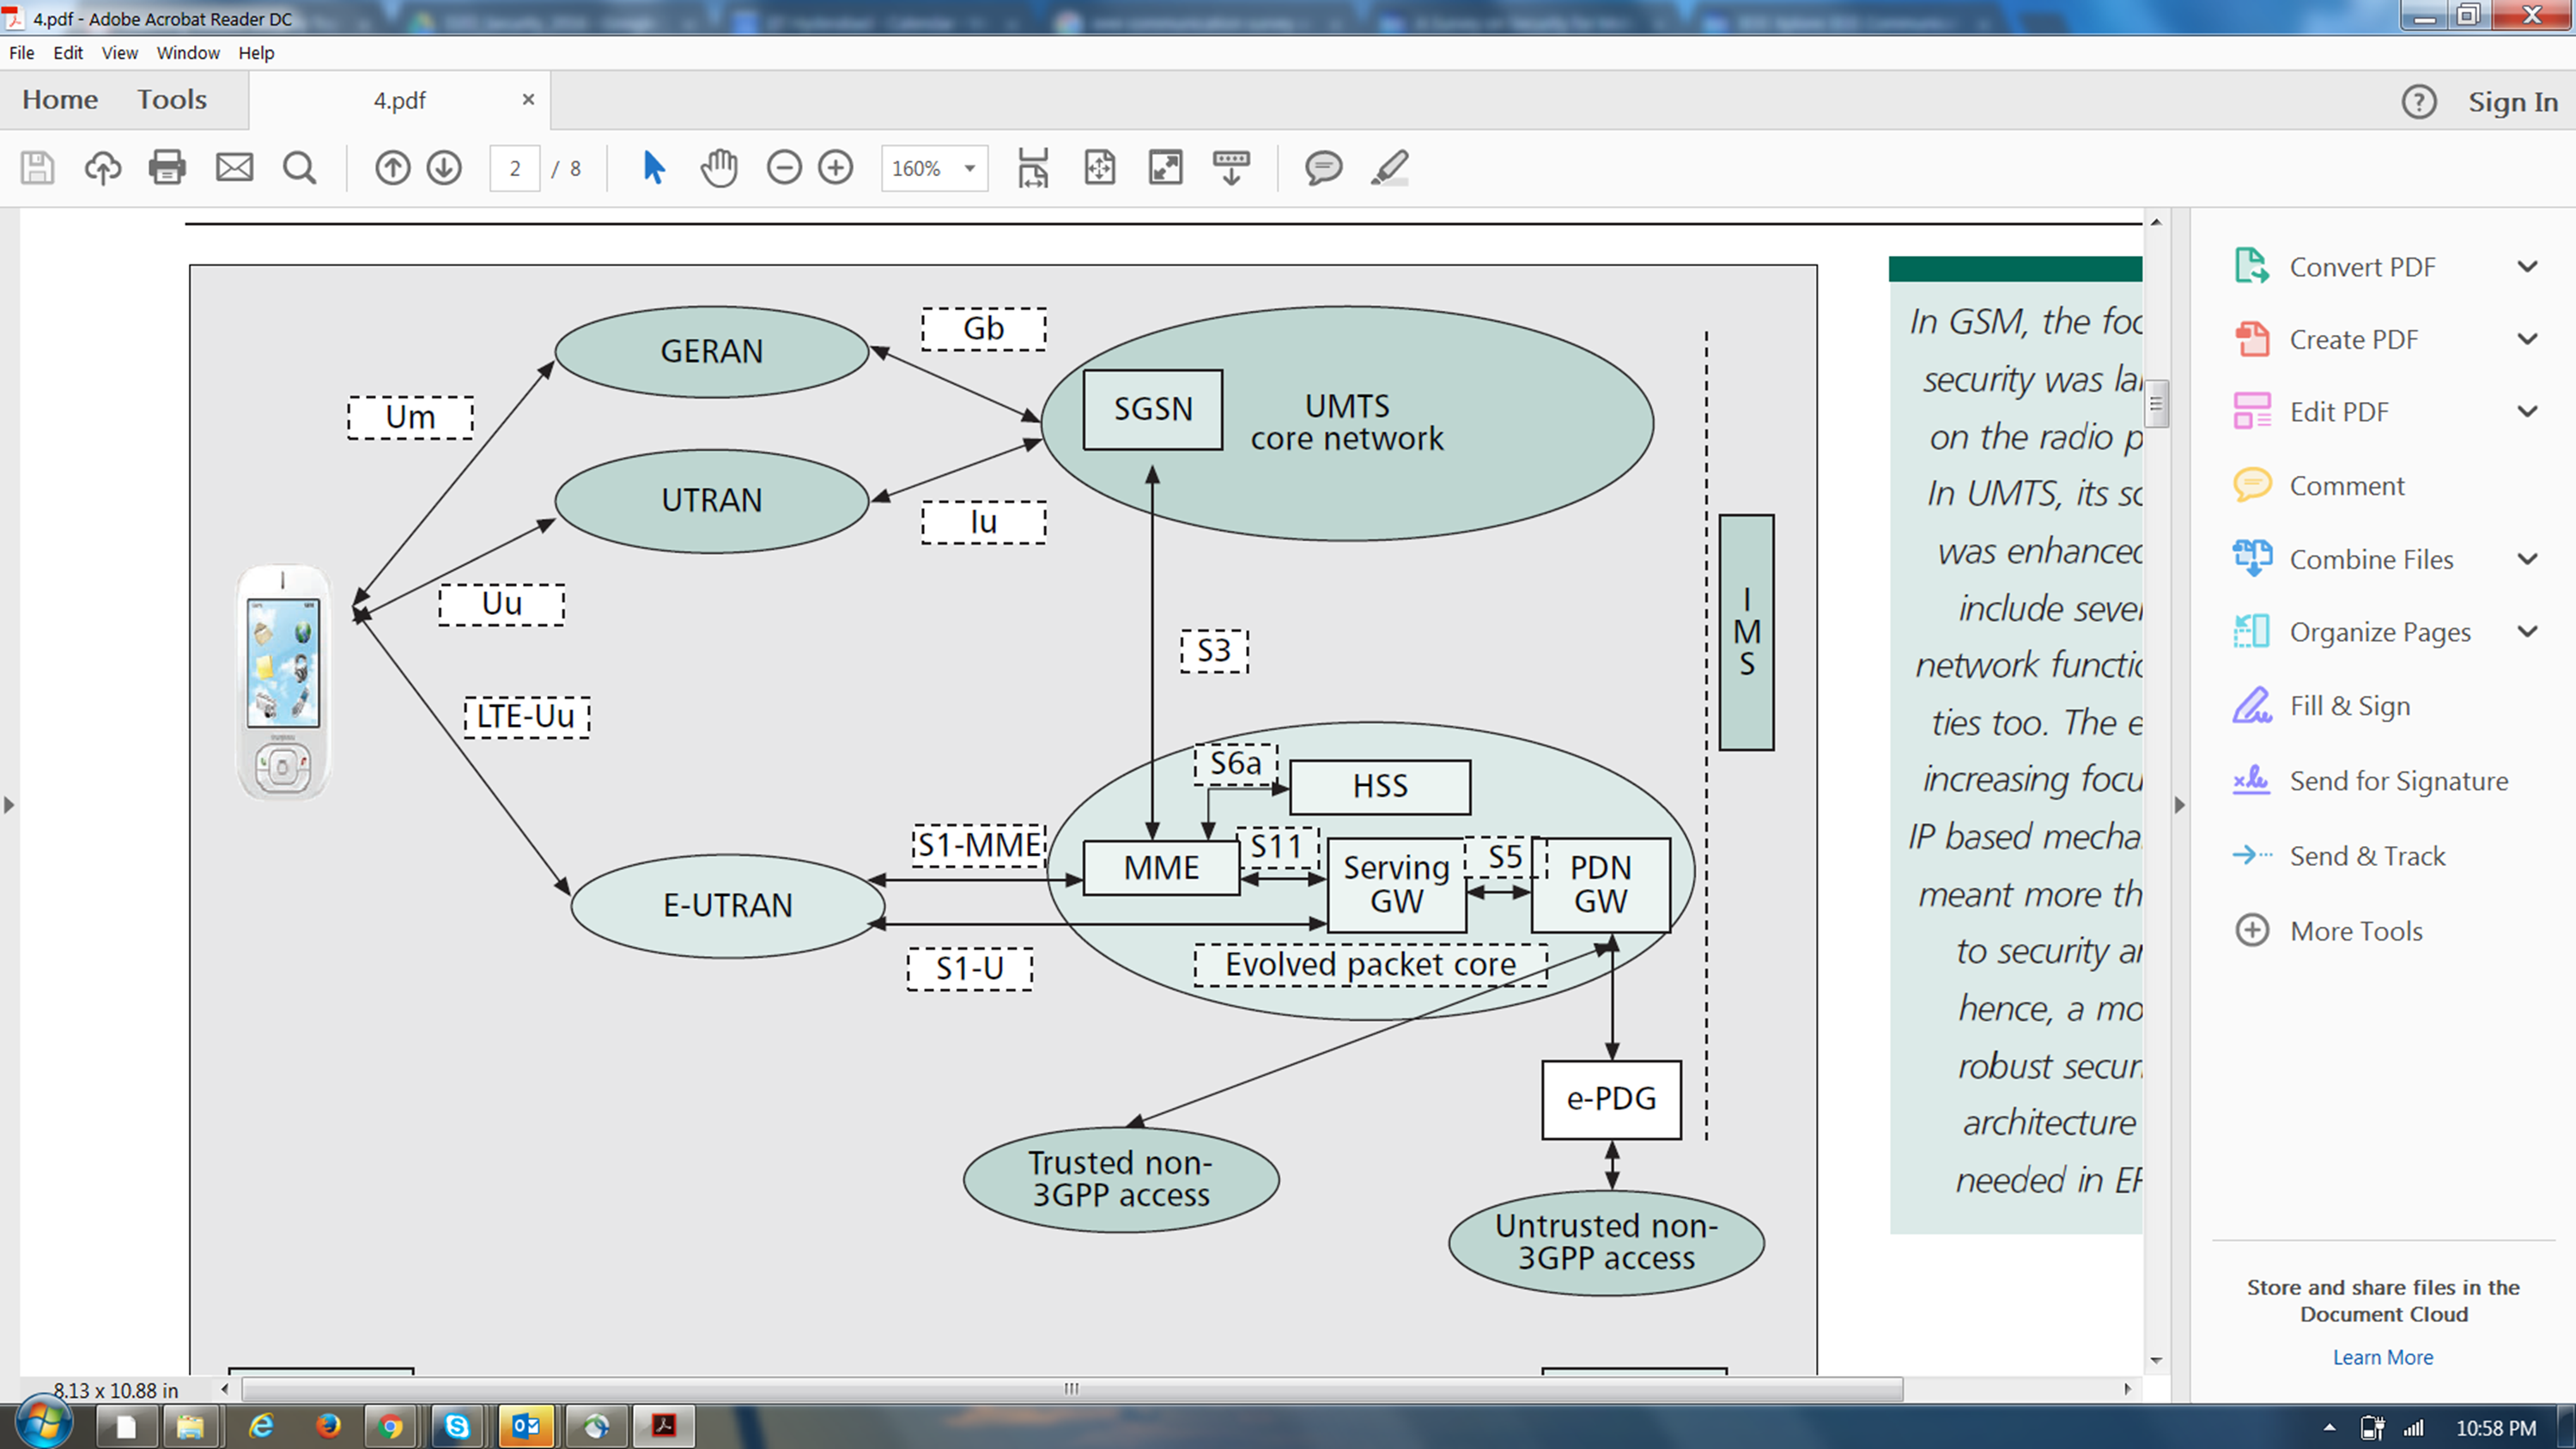 4.pdf - Adobe Acrobat Reader DC
File Edit View Window Help
Home Tools 4.pdf × ? Sign In
2 / 8 160%
GERAN
Gb
Um
SGSN
UMTS
core network
UTRAN
Iu
Uu
S3
I
M
S
LTE-Uu
S6a
HSS
S1-MME
MME
S11
Serving
GW
S5
PDN
GW
E-UTRAN
S1-U
Evolved packet core
e-PDG
Trusted non-
3GPP access
Untrusted non-
3GPP access
In GSM, the foc
security was lar
on the radio p
In UMTS, its sc
was enhanced
include sever
network functio
ties too. The e
increasing focu
IP based mecha
meant more th
to security ar
hence, a mo
robust secur
architecture
needed in EP
Convert PDF
Create PDF
Edit PDF
Comment
Combine Files
Organize Pages
Fill & Sign
Send for Signature
Send & Track
More Tools
Store and share files in the
Document Cloud
Learn More
8.13 x 10.88 in
10:58 PM